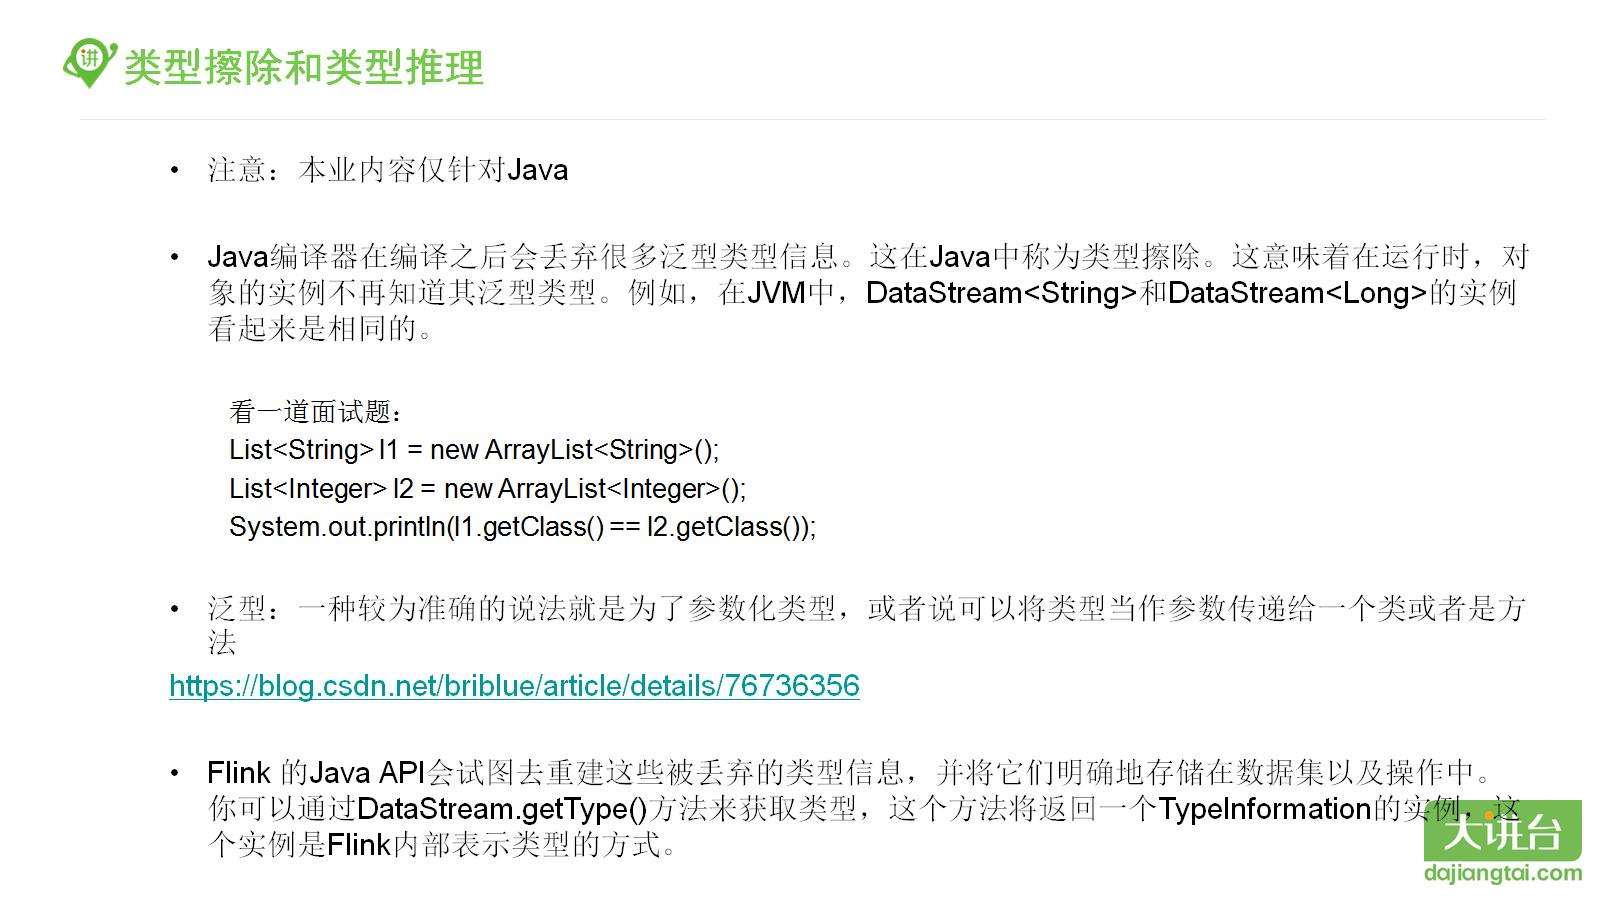 讲
类型擦除和类型推理
• 注意：本业内容仅针对Java
• Java编译器在编译之后会丢弃很多泛型类型信息。这在Java中称为类型擦除。这意味着在运行时，对
象的实例不再知道其泛型类型。例如，在JVM中，DataStream<String>和DataStream<Long>的实例
看起来是相同的。
看一道面试题：
List<String> l1 = new ArrayList<String>();
List<Integer> l2 = new ArrayList<Integer>();
System.out.println(l1.getClass() == l2.getClass());
• 泛型：一种较为准确的说法就是为了参数化类型，或者说可以将类型当作参数传递给一个类或者是方
法
https://blog.csdn.net/briblue/article/details/76736356
• Flink 的Java API会试图去重建这些被丢弃的类型信息，并将它们明确地存储在数据集以及操作中。
你可以通过DataStream.getType()方法来获取类型，这个方法将返回一个TypeInformation的实例，这
个实例是Flink内部表示类型的方式。
大讲台
dajiangtai.com